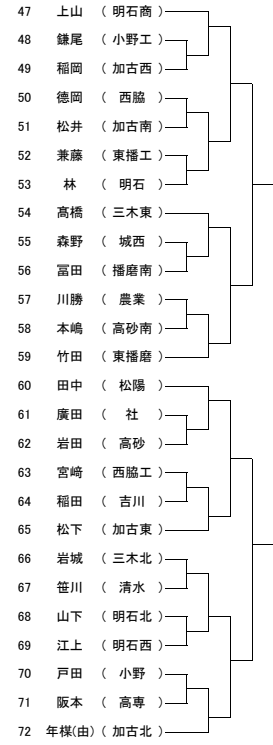 47 上山 （ 明石商 ）
48 鎌尾 （ 小野工 ）
49 稲岡 （ 加古西 ）
50 德岡 （ 西脇 ）
51 松井 （ 加古南 ）
52 兼藤 （ 東播工 ）
53 林 （ 明石 ）
54 髙橋 （ 三木東 ）
55 森野 （ 城西 ）
56 冨田 （ 播磨南 ）
57 川勝 （ 農業 ）
58 本嶋 （ 高砂南 ）
59 竹田 （ 東播磨 ）
60 田中 （ 松陽 ）
61 廣田 （ 社 ）
62 岩田 （ 高砂 ）
63 宮﨑 （ 西脇工 ）
64 稲田 （ 吉川 ）
65 松下 （ 加古東 ）
66 岩城 （ 三木北 ）
67 笹川 （ 清水 ）
68 山下 （ 明石北 ）
69 江上 （ 明石西 ）
70 戸田 （ 小野 ）
71 阪本 （ 高専 ）
72 年梥(由) （ 加古北 ）